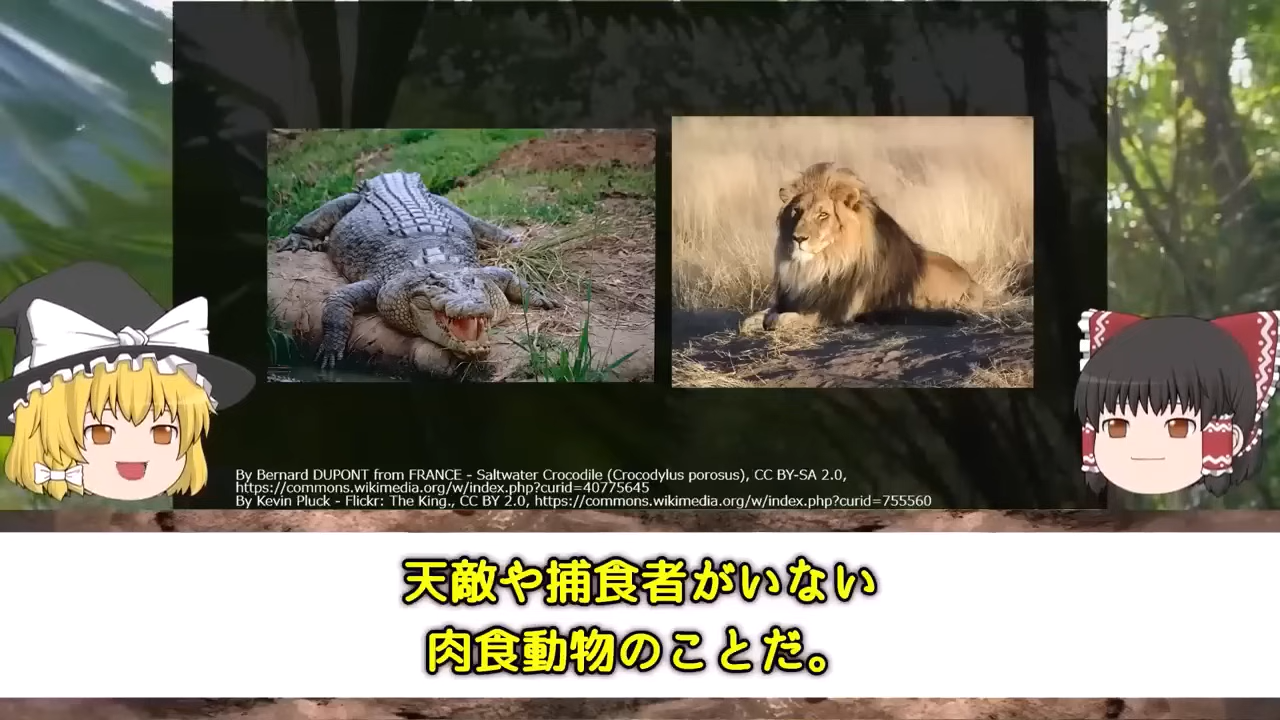 By Bernard DUPONT from FRANCE - Saltwater Crocodile (Crocodylus porosus), CC BY-SA 2.0,
https://commons.wikimedia.org/w/index.php?curid=40775645
By Kevin Pluck - Flickr: The King., CC BY 2.0, https://commons.wikimedia.org/w/index.php?curid=755560
天敵や捕食者がいない
肉食動物のことだ。